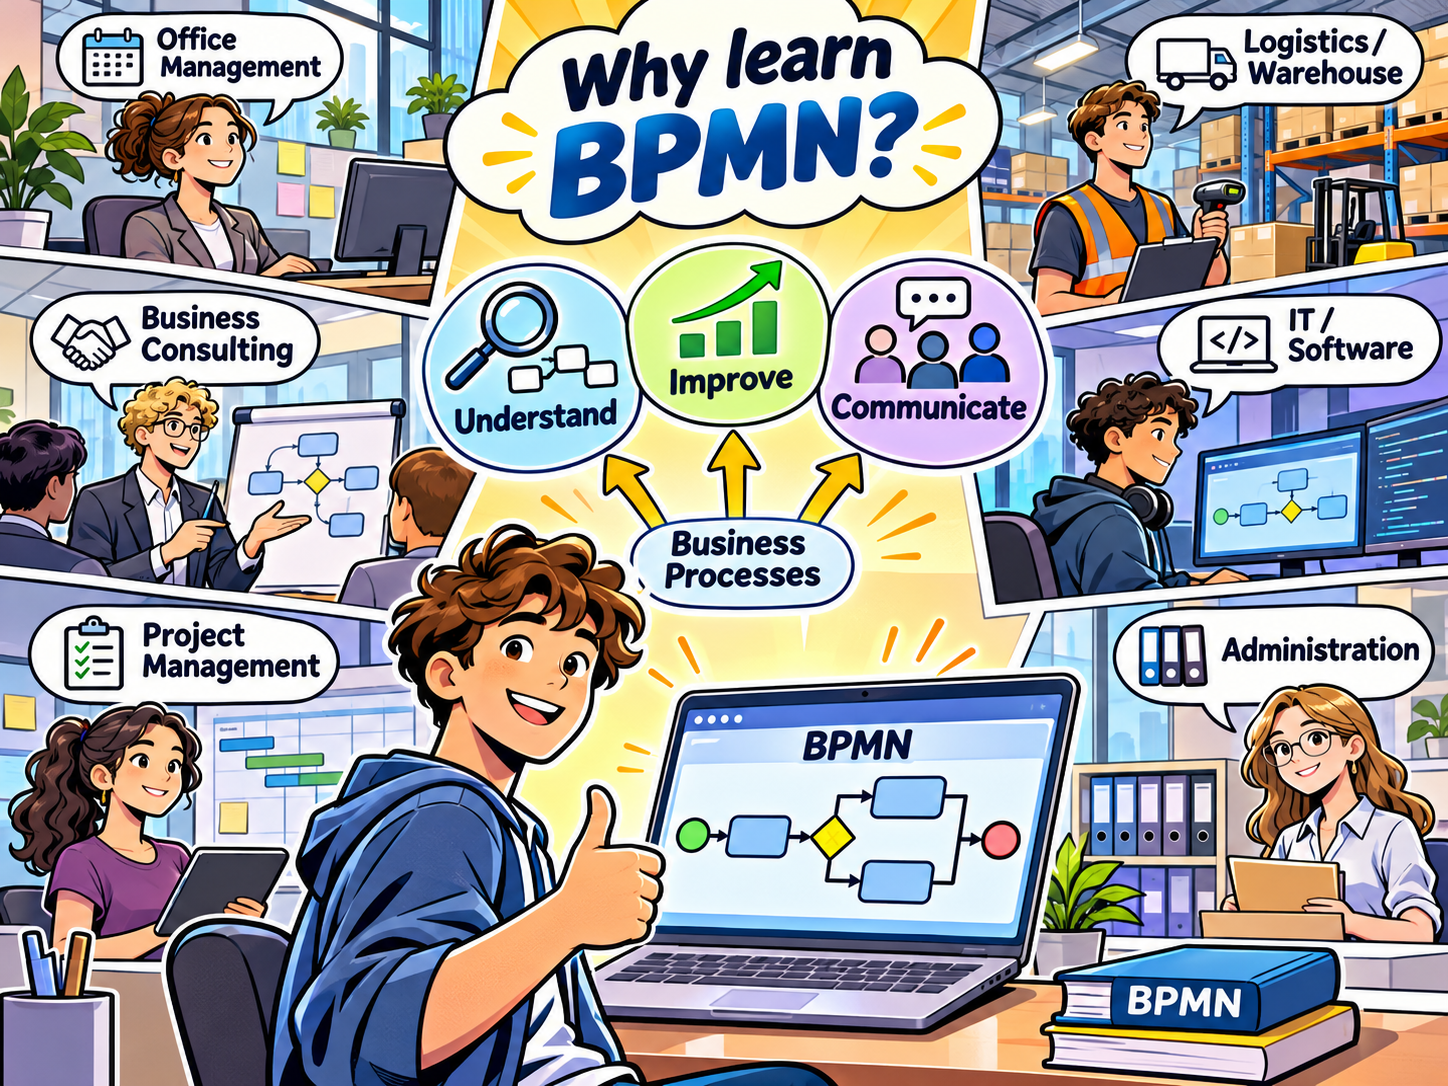 Why learn
BPMN?
Office
Management
Logistics /
Warehouse
Business
Consulting
IT /
Software
Understand
Improve
Communicate
Business
Processes
Project
Management
Administration
</>
BPMN
BPMN